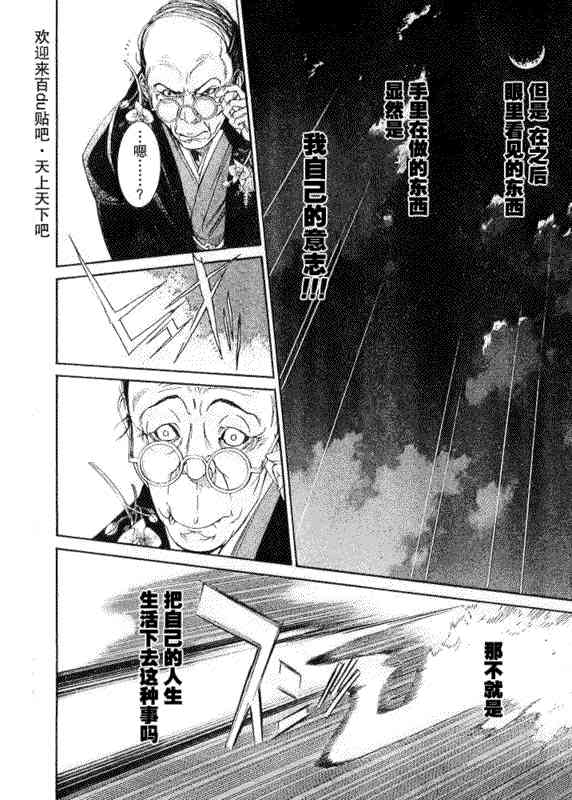 但是 在之后
眼里看见的东西
手里在做的东西
显然是
我自己的意志!!!
…嗯……?
那不就是
把自己的人生
生活下去这种事吗
欢迎来百du贴吧·天上天下吧